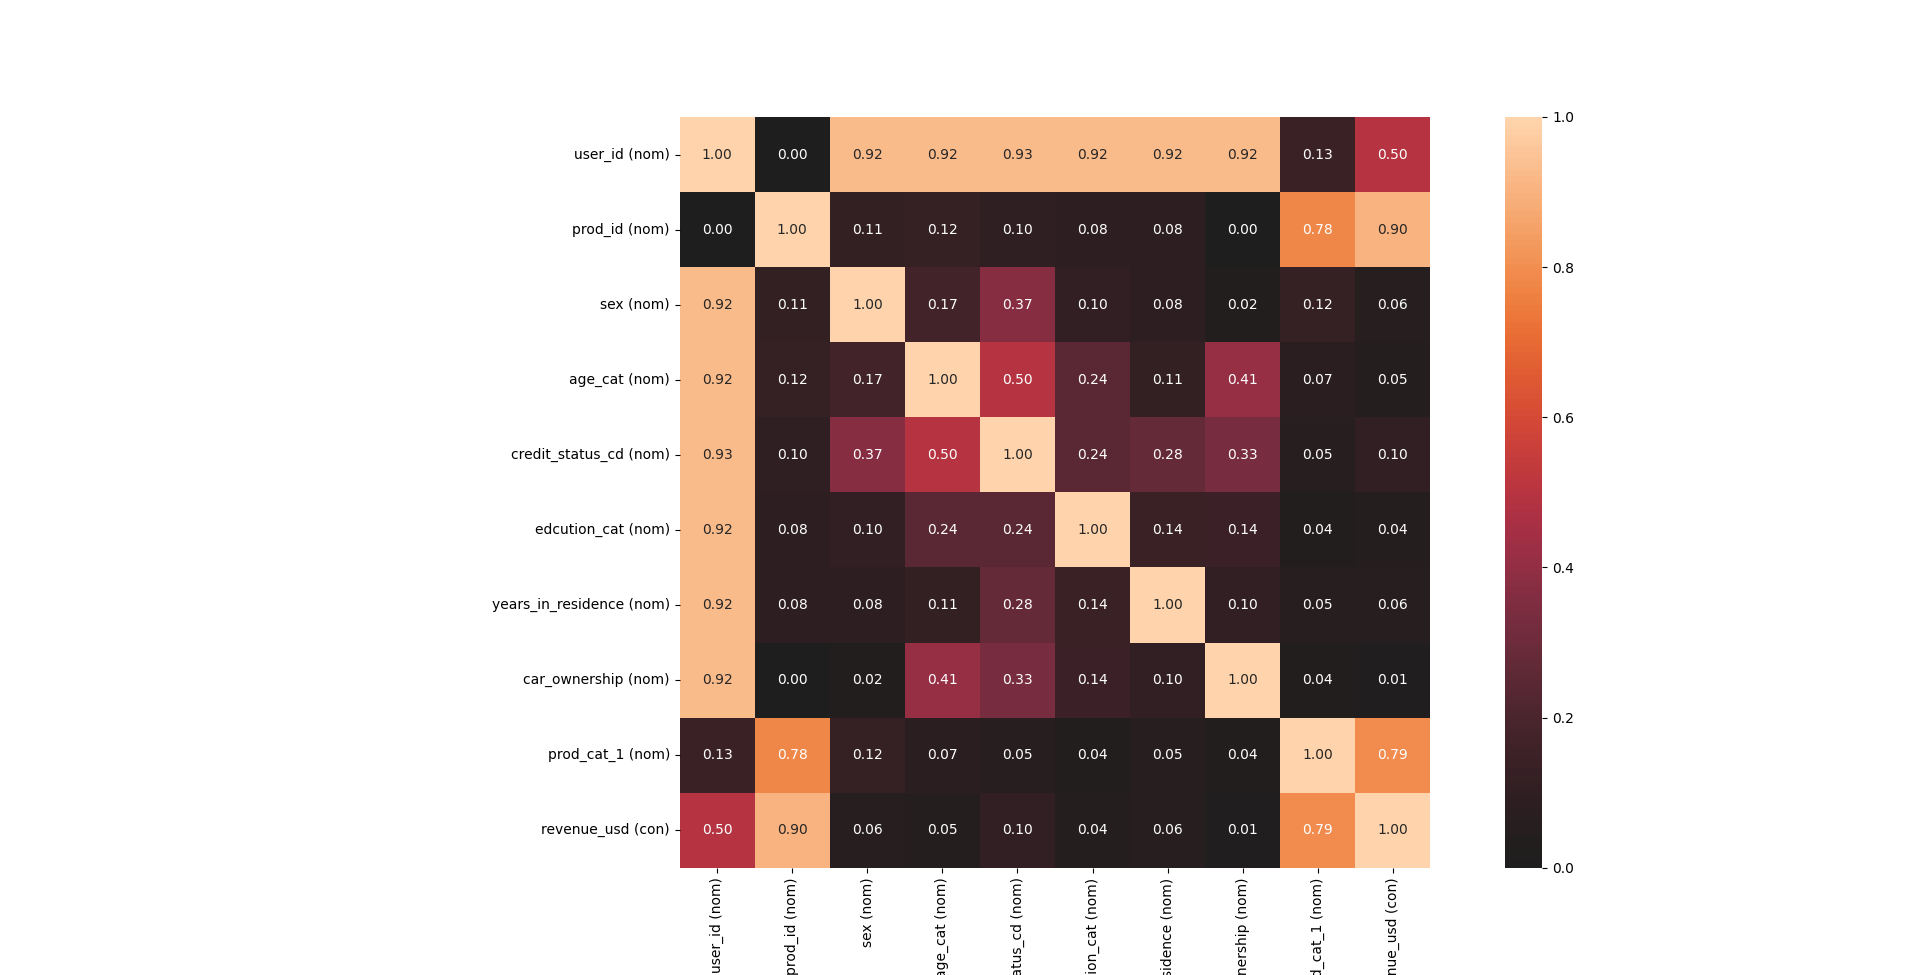 user_id (nom) 1.00 0.00 0.92 0.92 0.93 0.92 0.92 0.92 0.13 0.50
prod_id (nom) 0.00 1.00 0.11 0.12 0.10 0.08 0.08 0.00 0.78 0.90
sex (nom) 0.92 0.11 1.00 0.17 0.37 0.10 0.08 0.02 0.12 0.06
age_cat (nom) 0.92 0.12 0.17 1.00 0.50 0.24 0.11 0.41 0.07 0.05
credit_status_cd (nom) 0.93 0.10 0.37 0.50 1.00 0.24 0.28 0.33 0.05 0.10
edcution_cat (nom) 0.92 0.08 0.10 0.24 0.24 1.00 0.14 0.14 0.04 0.04
years_in_residence (nom) 0.92 0.08 0.08 0.11 0.28 0.14 1.00 0.10 0.05 0.06
car_ownership (nom) 0.92 0.00 0.02 0.41 0.33 0.14 0.10 1.00 0.04 0.01
prod_cat_1 (nom) 0.13 0.78 0.12 0.07 0.05 0.04 0.05 0.04 1.00 0.79
revenue_usd (con) 0.50 0.90 0.06 0.05 0.10 0.04 0.06 0.01 0.79 1.00
user_id (nom)
prod_id (nom)
sex (nom)
age_cat (nom)
atus_cd (nom)
ion_cat (nom)
sidence (nom)
nership (nom)
d_cat_1 (nom)
nue_usd (con)
1.0
0.8
0.6
0.4
0.2
0.0